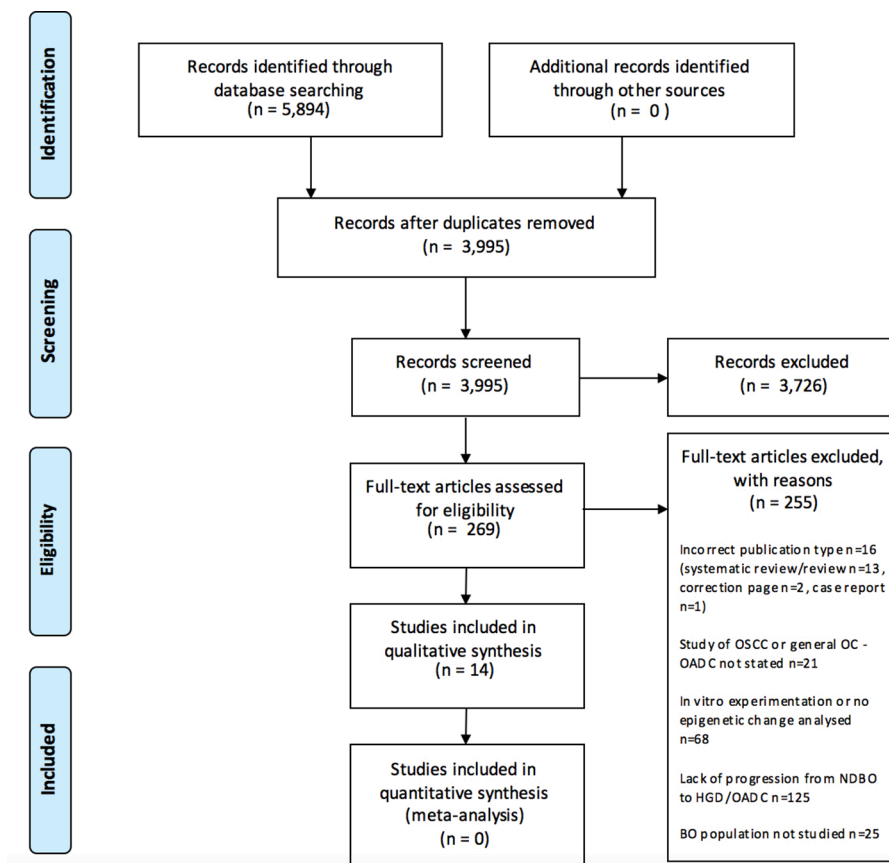 Identification
Records identified through
database searching
(n = 5,894)
Additional records identified
through other sources
(n = 0 )
Records after duplicates removed
(n = 3,995)
Screening
Records screened
(n = 3,995)
Records excluded
(n = 3,726)
Eligibility
Full-text articles assessed
for eligibility
(n = 269)
Full-text articles excluded,
with reasons
(n = 255)
Incorrect publication type n=16
(systematic review/review n=13,
correction page n=2, case report
n=1)
Study of OSCC or general OC -
OADC not stated n=21
In vitro experimentation or no
epigenetic change analysed
n=68
Lack of progression from NDBO
to HGD/OADC n=125
BO population not studied n=25
Studies included in
qualitative synthesis
(n = 14)
Included
Studies included in
quantitative synthesis
(meta-analysis)
(n = 0)